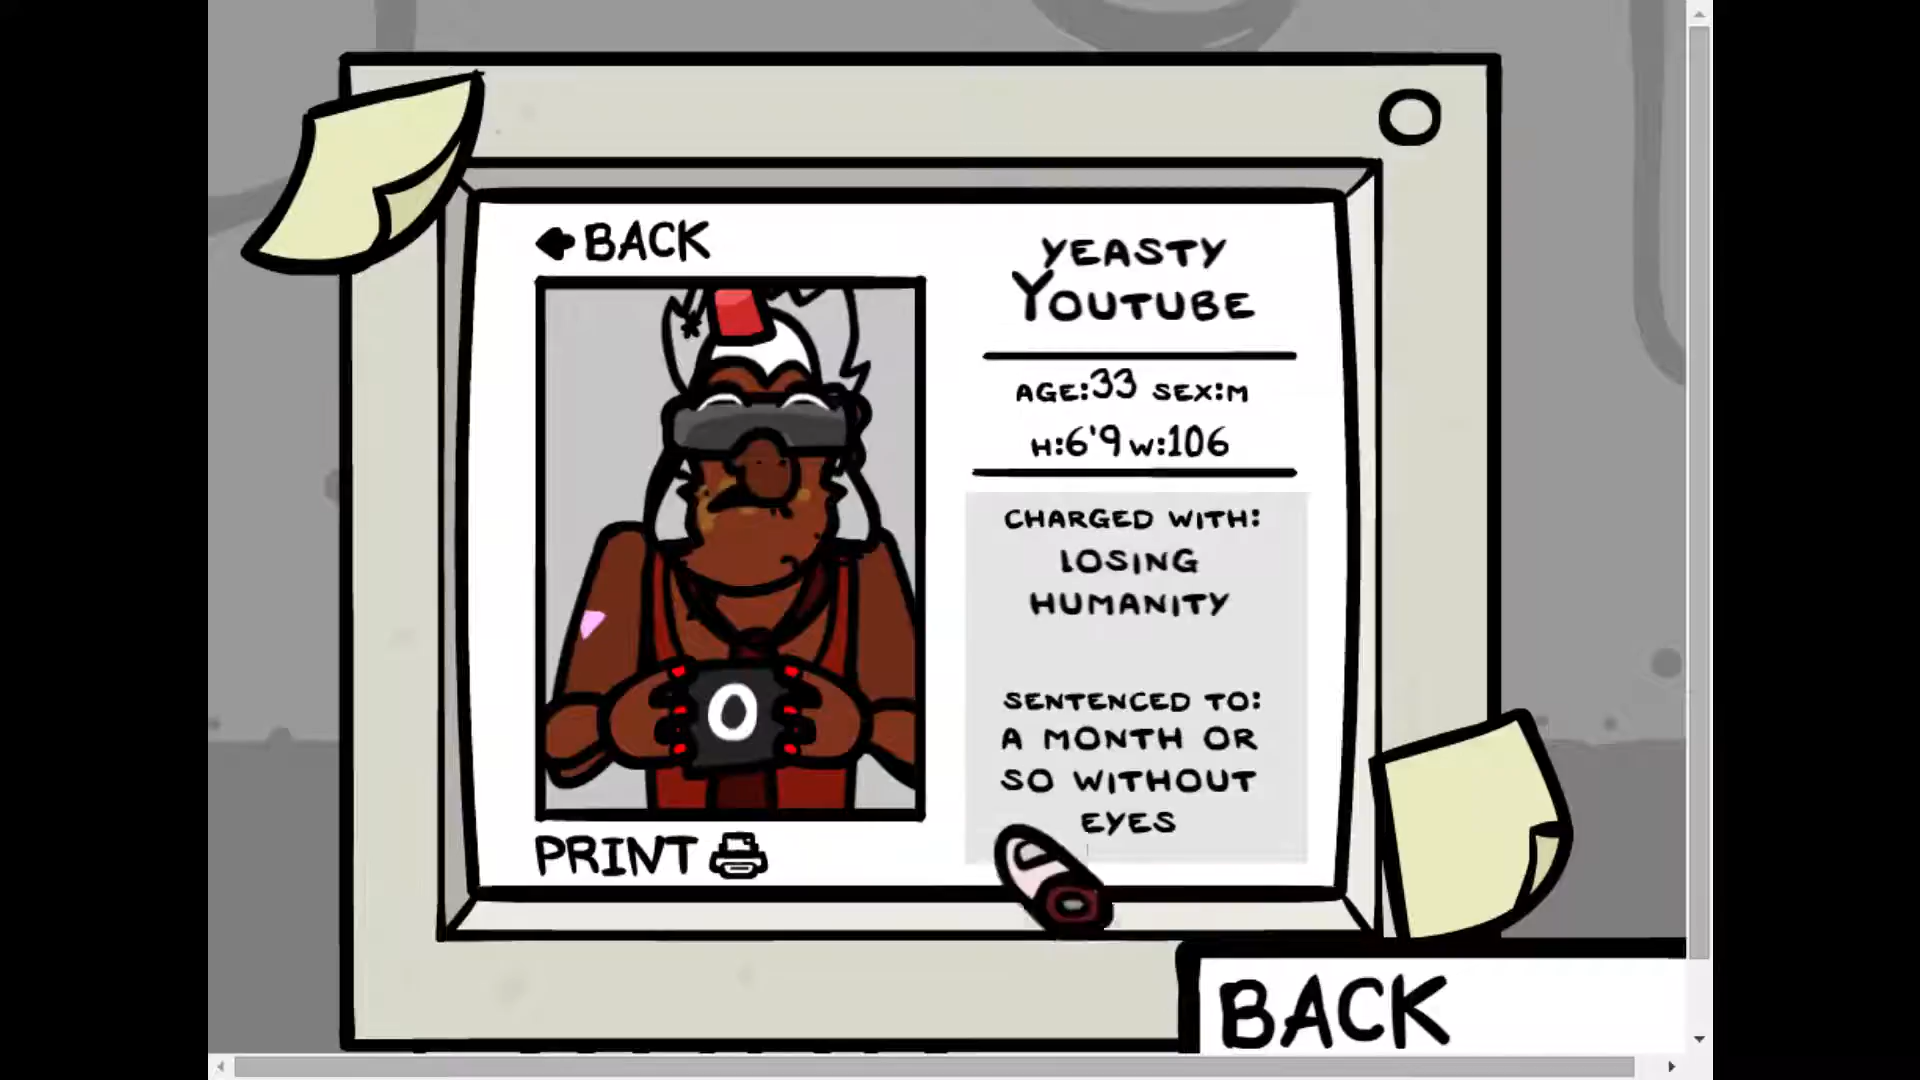 BACK
YEASTY
YOUTUBE
AGE:33 SEX:M
H:6'9 W:106
CHARGED WITH:
LOSING
HUMANITY
0
SENTENCED TO:
A MONTH OR
SO WITHOUT
EYES
PRINT
BACK